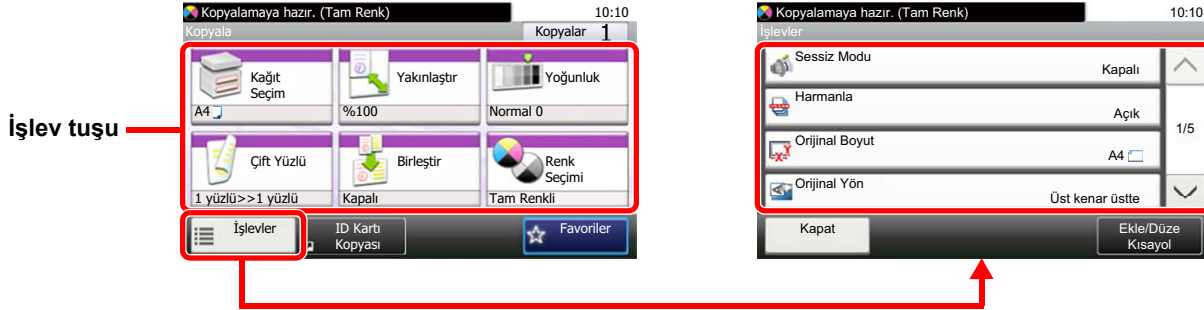 İşlev tuşu
Kopyalamaya hazır. (Tam Renk)
10:10
Kopyala
Kopyalar 1
Kağıt
Seçim
A4
Yakınlaştır
%100
Yoğunluk
Normal 0
Çift Yüzlü
1 yüzlü>>1 yüzlü
Birleştir
Kapalı
Renk
Seçimi
Tam Renkli
İşlevler
ID Kartı
Kopyası
Favoriler
Kopyalamaya hazır. (Tam Renk)
10:10
İşlevler
Sessiz Modu
Kapalı
Harmanla
Açık
Orijinal Boyut
A4
Orijinal Yön
Üst kenar üstte
1/5
Kapat
Ekle/Düze
Kısayol